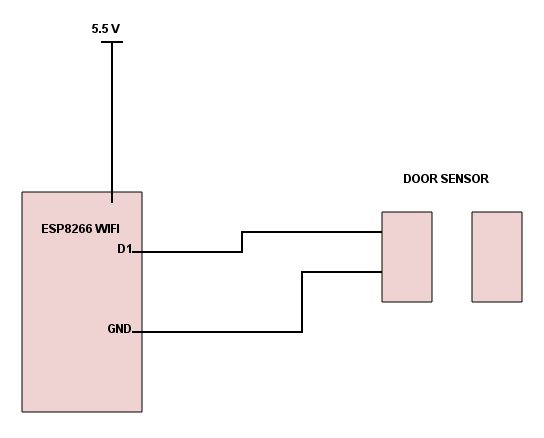 5.5 V
DOOR SENSOR
ESP8266 WIFI
D1
GND